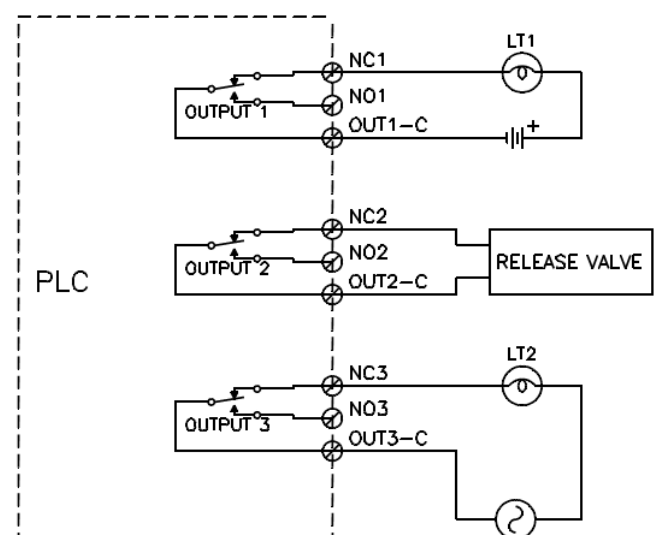 LT1
NC1
NO1
OUTPUT 1
OUT1-C
+
NC2
NO2
OUTPUT 2
RELEASE VALVE
PLC
OUT2-C
LT2
NC3
NO3
OUTPUT 3
OUT3-C